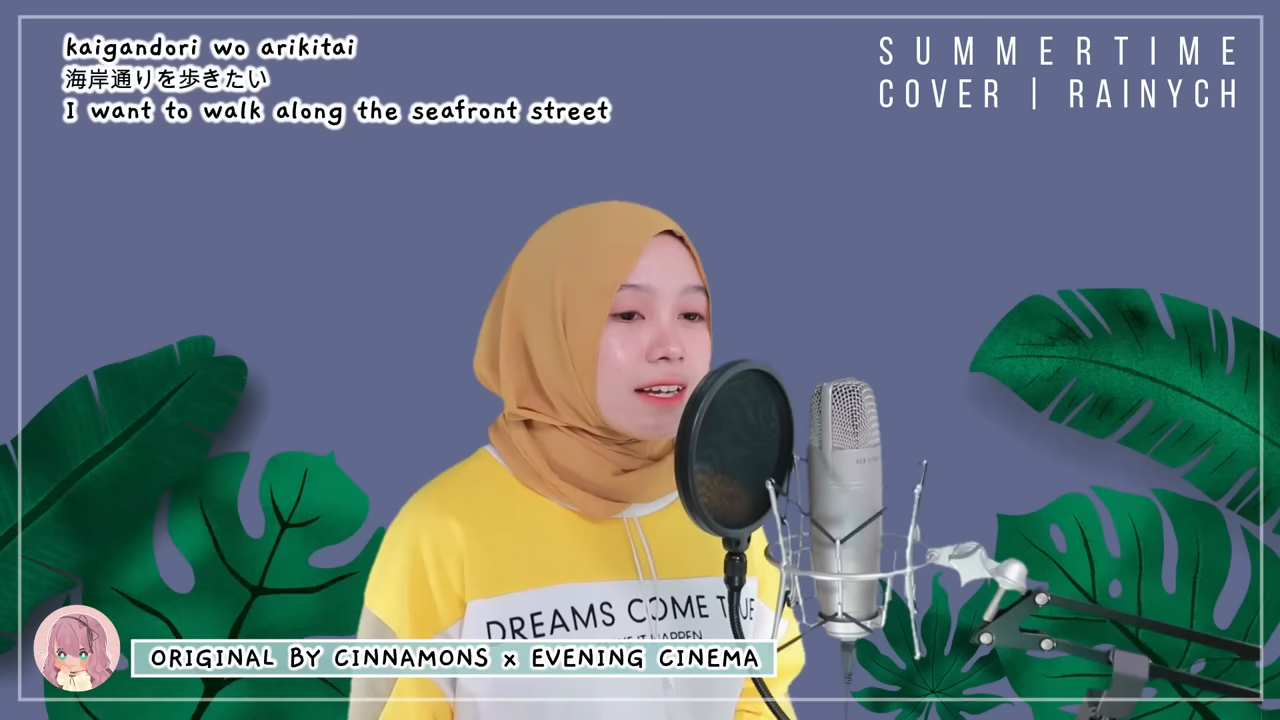 kaigandori wo arikitai
海岸通りを歩きたい
I want to walk along the seafront street
SUMMERTIME
COVER | RAINYCH
DREAMS COME TRUE
HAPPEN
ORIGINAL BY CINNAMONS x EVENING CINEMA